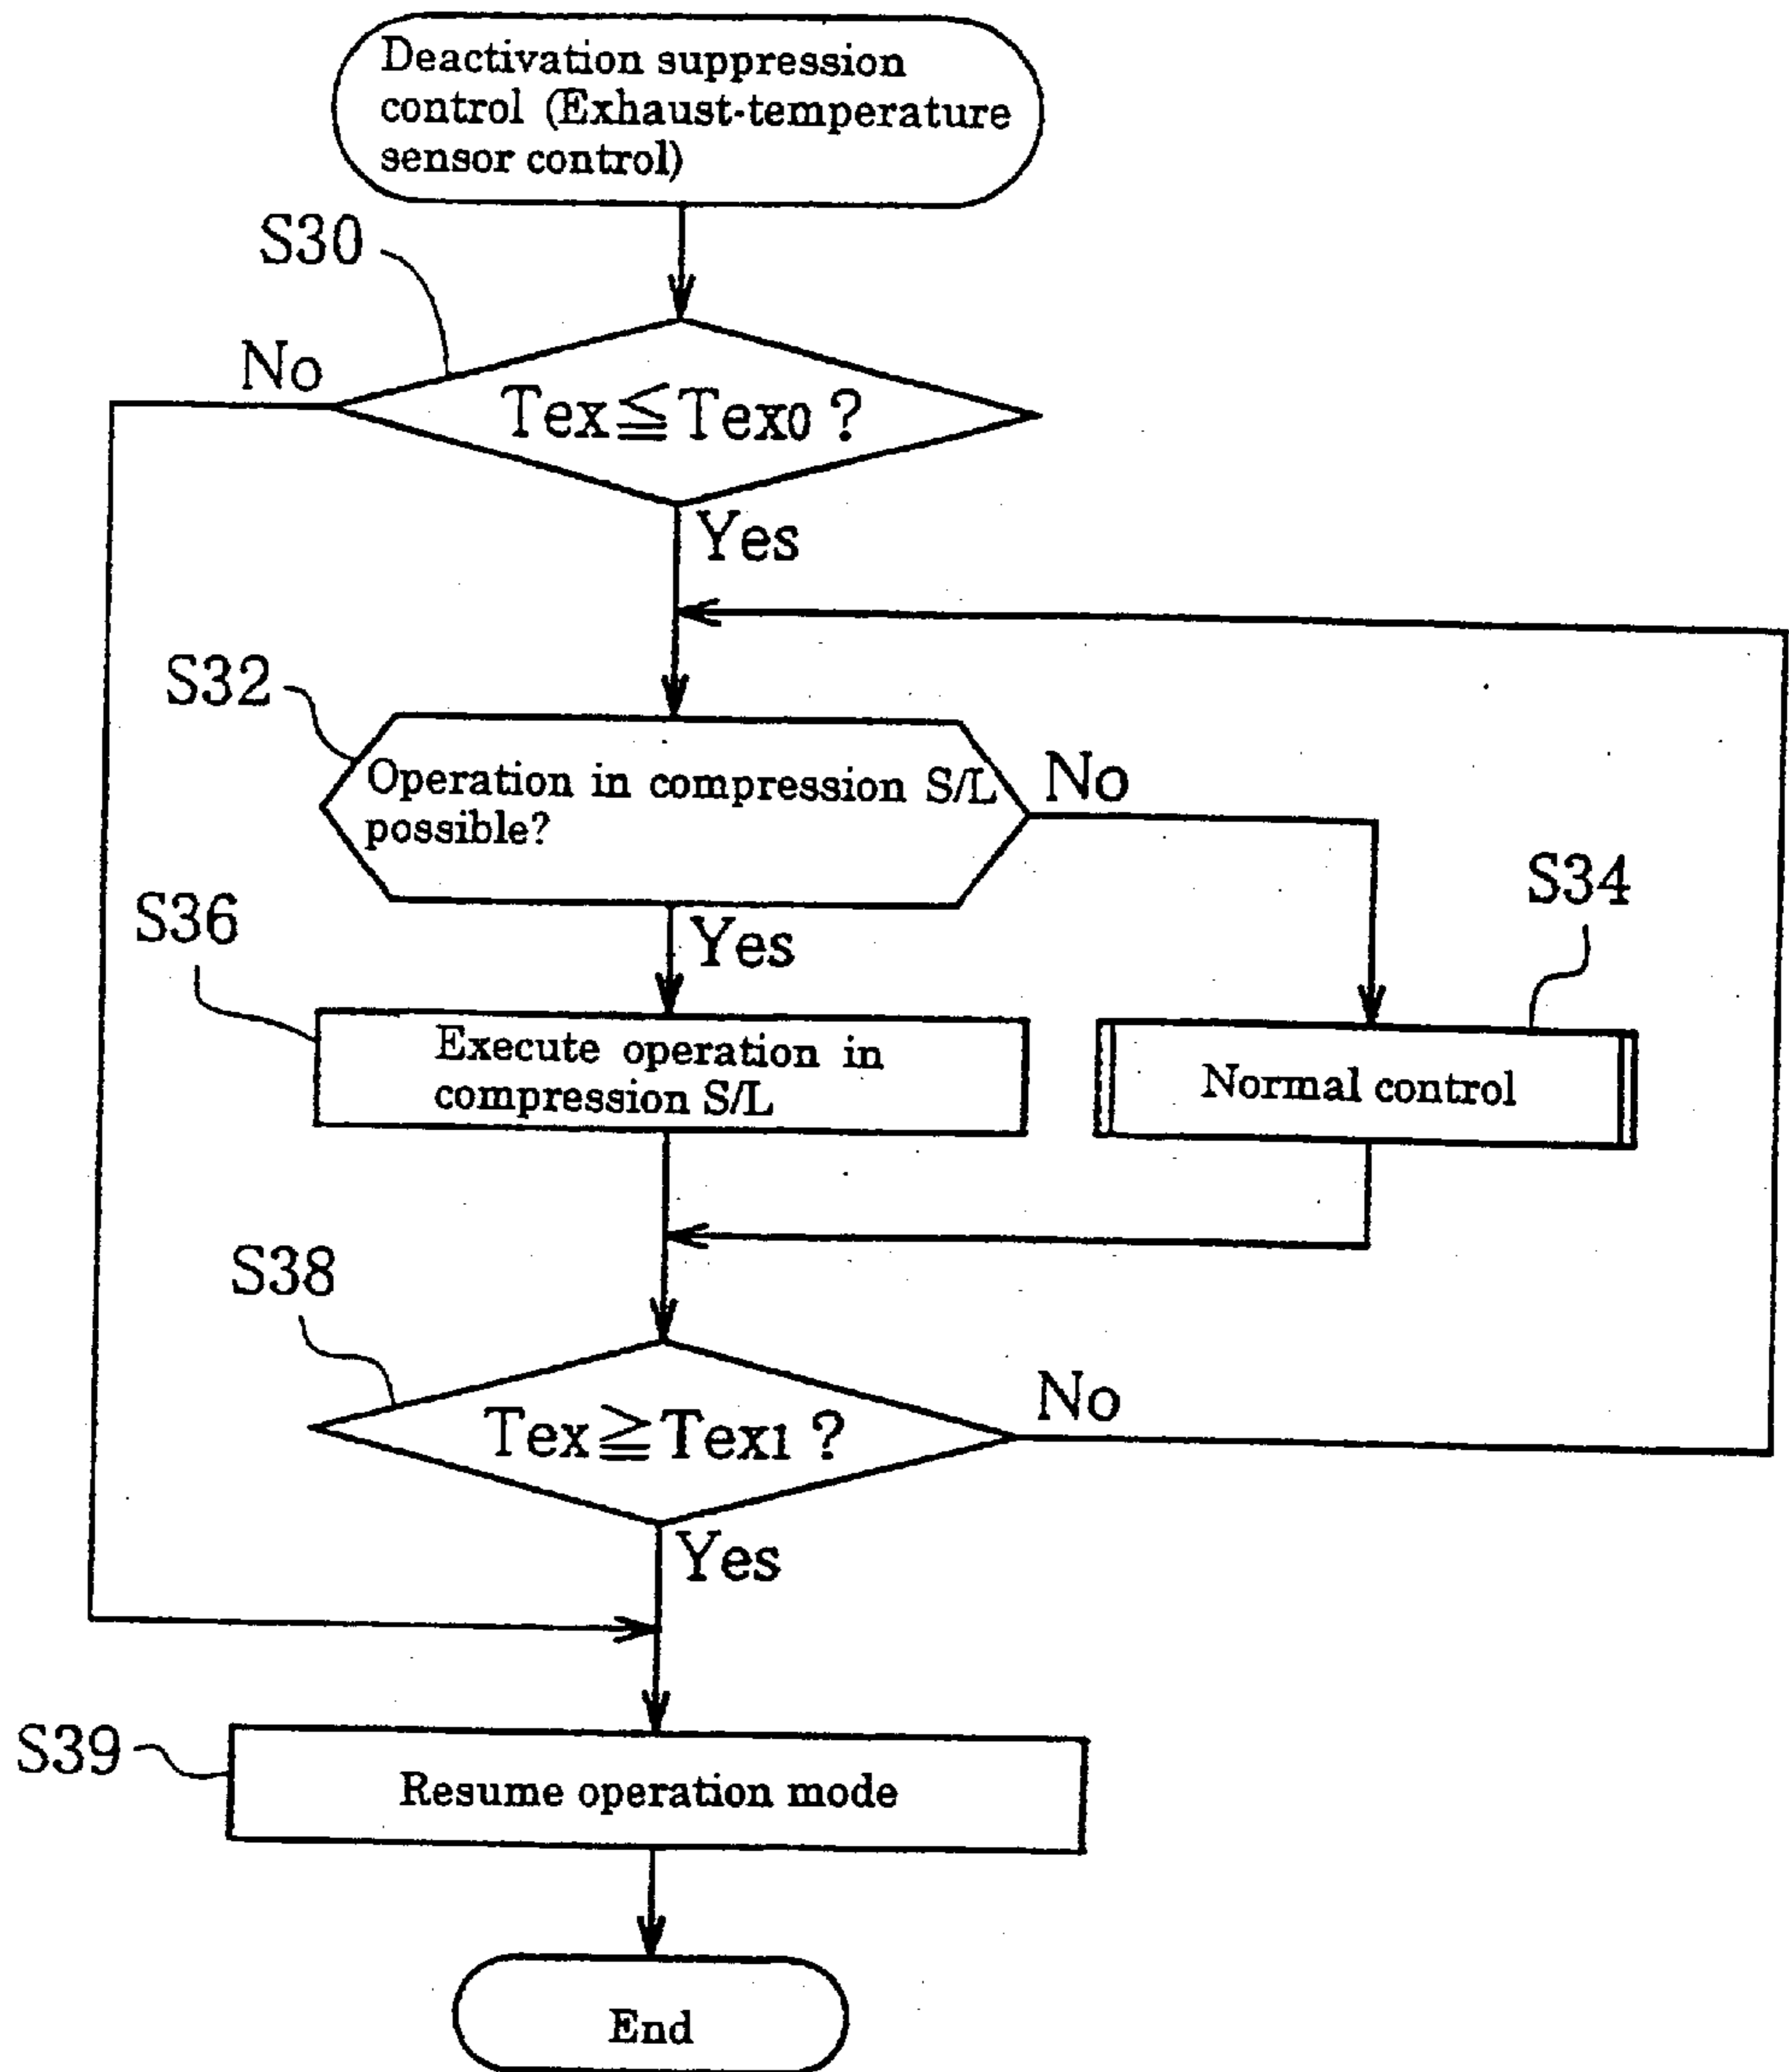 Deactivation suppression
control (Exhaust-temperature
sensor control)
S30
No
Tex≦Tex0 ?
Yes
S32
Operation in compression S/L
possible?
No
S34
S36
Yes
Execute operation in
compression S/L
Normal control
S38
Tex≧Tex1 ?
No
Yes
S39
Resume operation mode
End